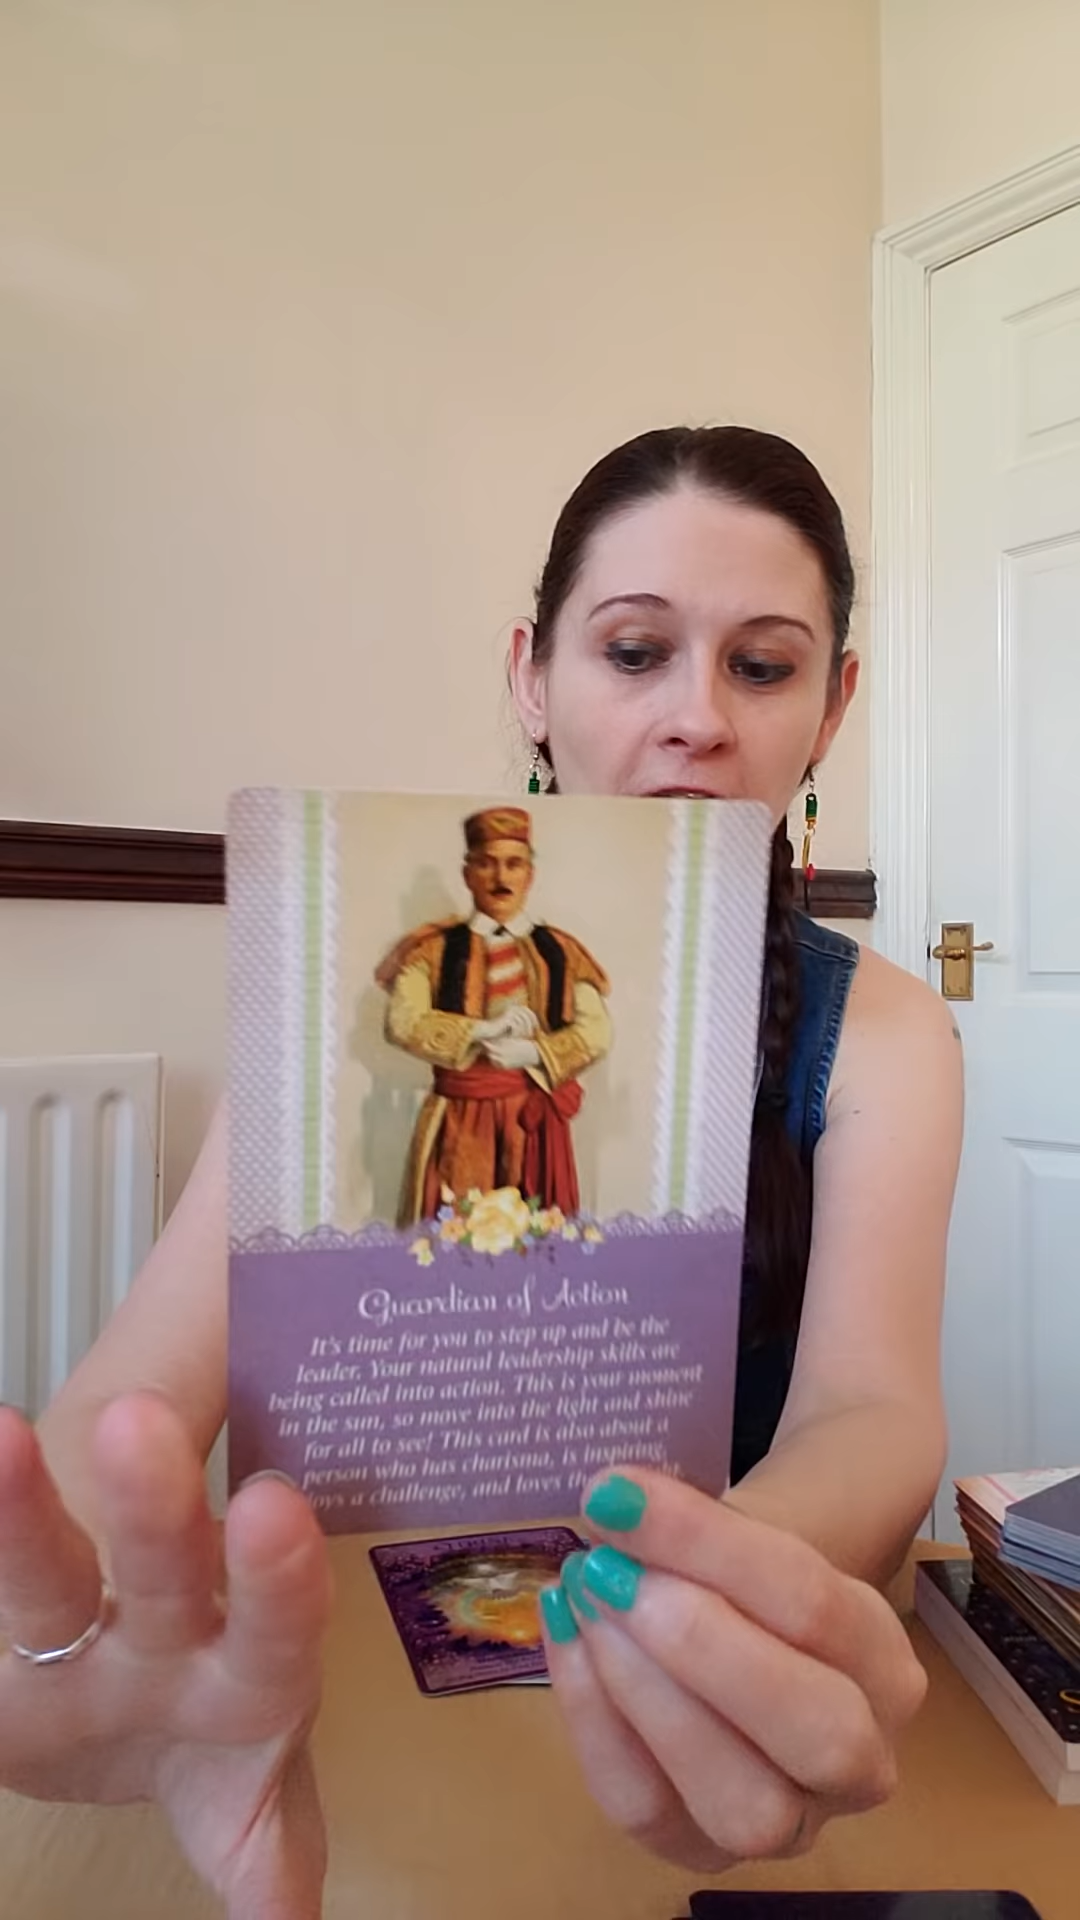 Guardian of Action
It's time for you to step up and be the
leader. Your natural leadership skills are
being called into action. This is your moment
in the sun, so move into the light and shine
for all to see! This card is also about a
person who has charisma, is inspiring,
a challenge, and loves